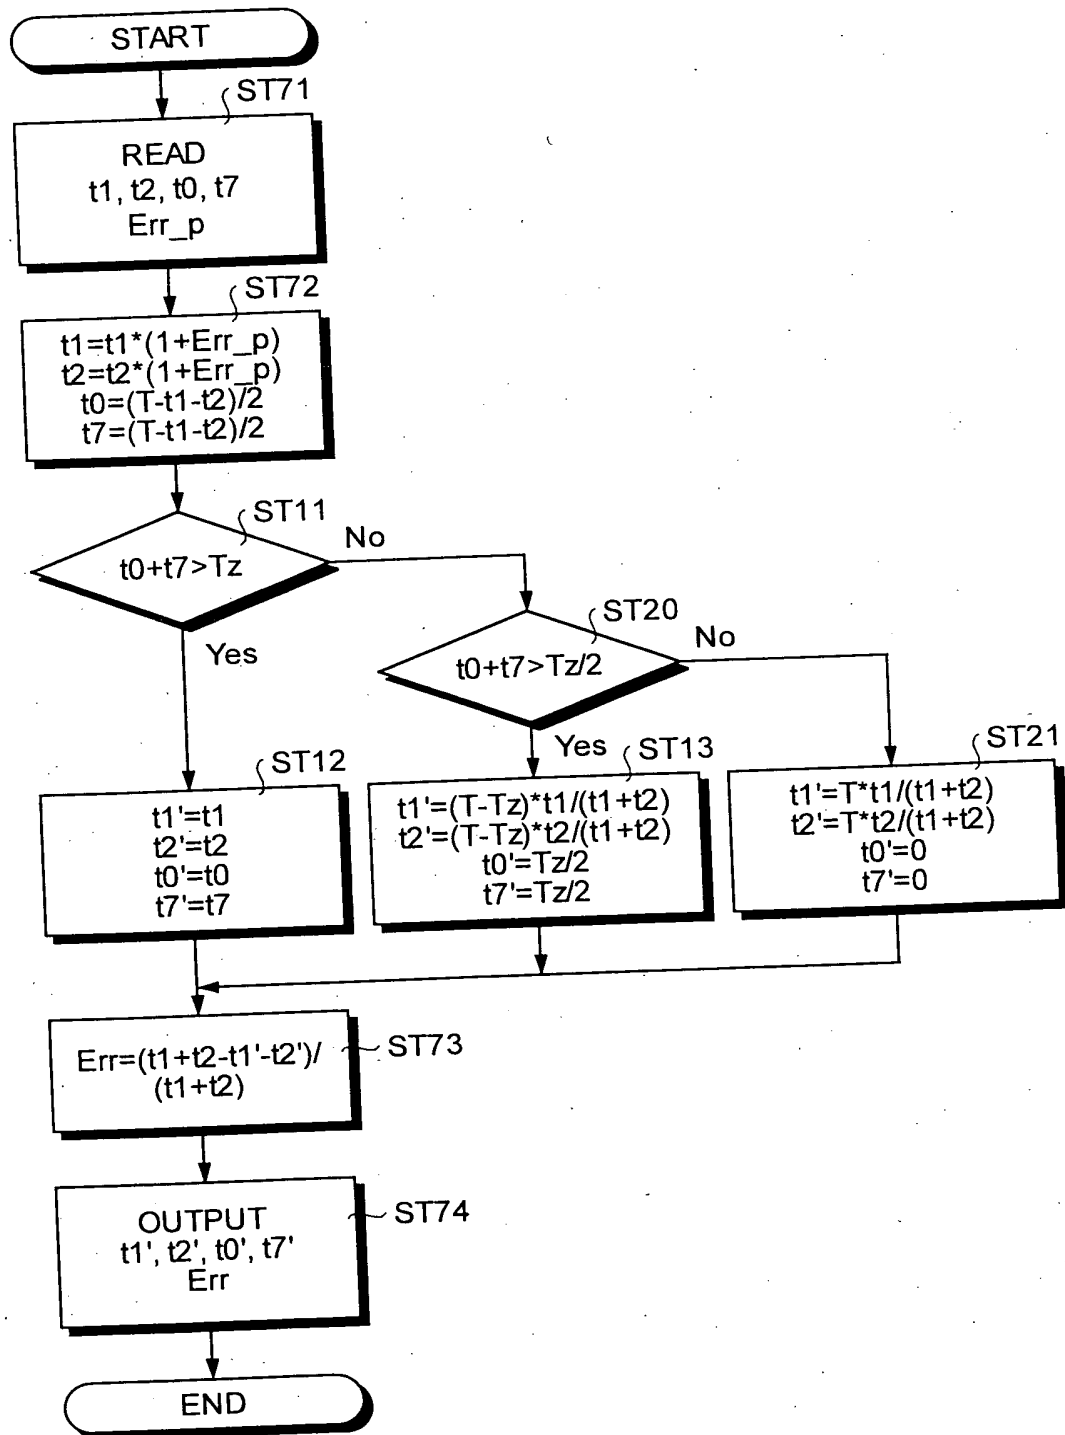 START
ST71
READ
t1, t2, t0, t7
Err_p
ST72
t1=t1*(1+Err_p)
t2=t2*(1+Err_p)
t0=(T-t1-t2)/2
t7=(T-t1-t2)/2
ST11
t0+t7>Tz
No
Yes
ST20
t0+t7>Tz/2
No
Yes
ST12
t1'=t1
t2'=t2
t0'=t0
t7'=t7
ST13
t1'=(T-Tz)*t1/(t1+t2)
t2'=(T-Tz)*t2/(t1+t2)
t0'=Tz/2
t7'=Tz/2
ST21
t1'=T*t1/(t1+t2)
t2'=T*t2/(t1+t2)
t0'=0
t7'=0
ST73
Err=(t1+t2-t1'-t2')/
(t1+t2)
ST74
OUTPUT
t1', t2', t0', t7'
Err
END